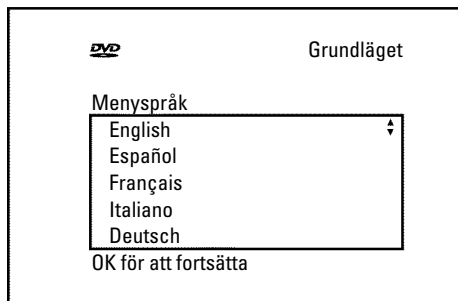 DVD Grundläget
Menyspråk
English
Español
Français
Italiano
Deutsch
OK för att fortsätta